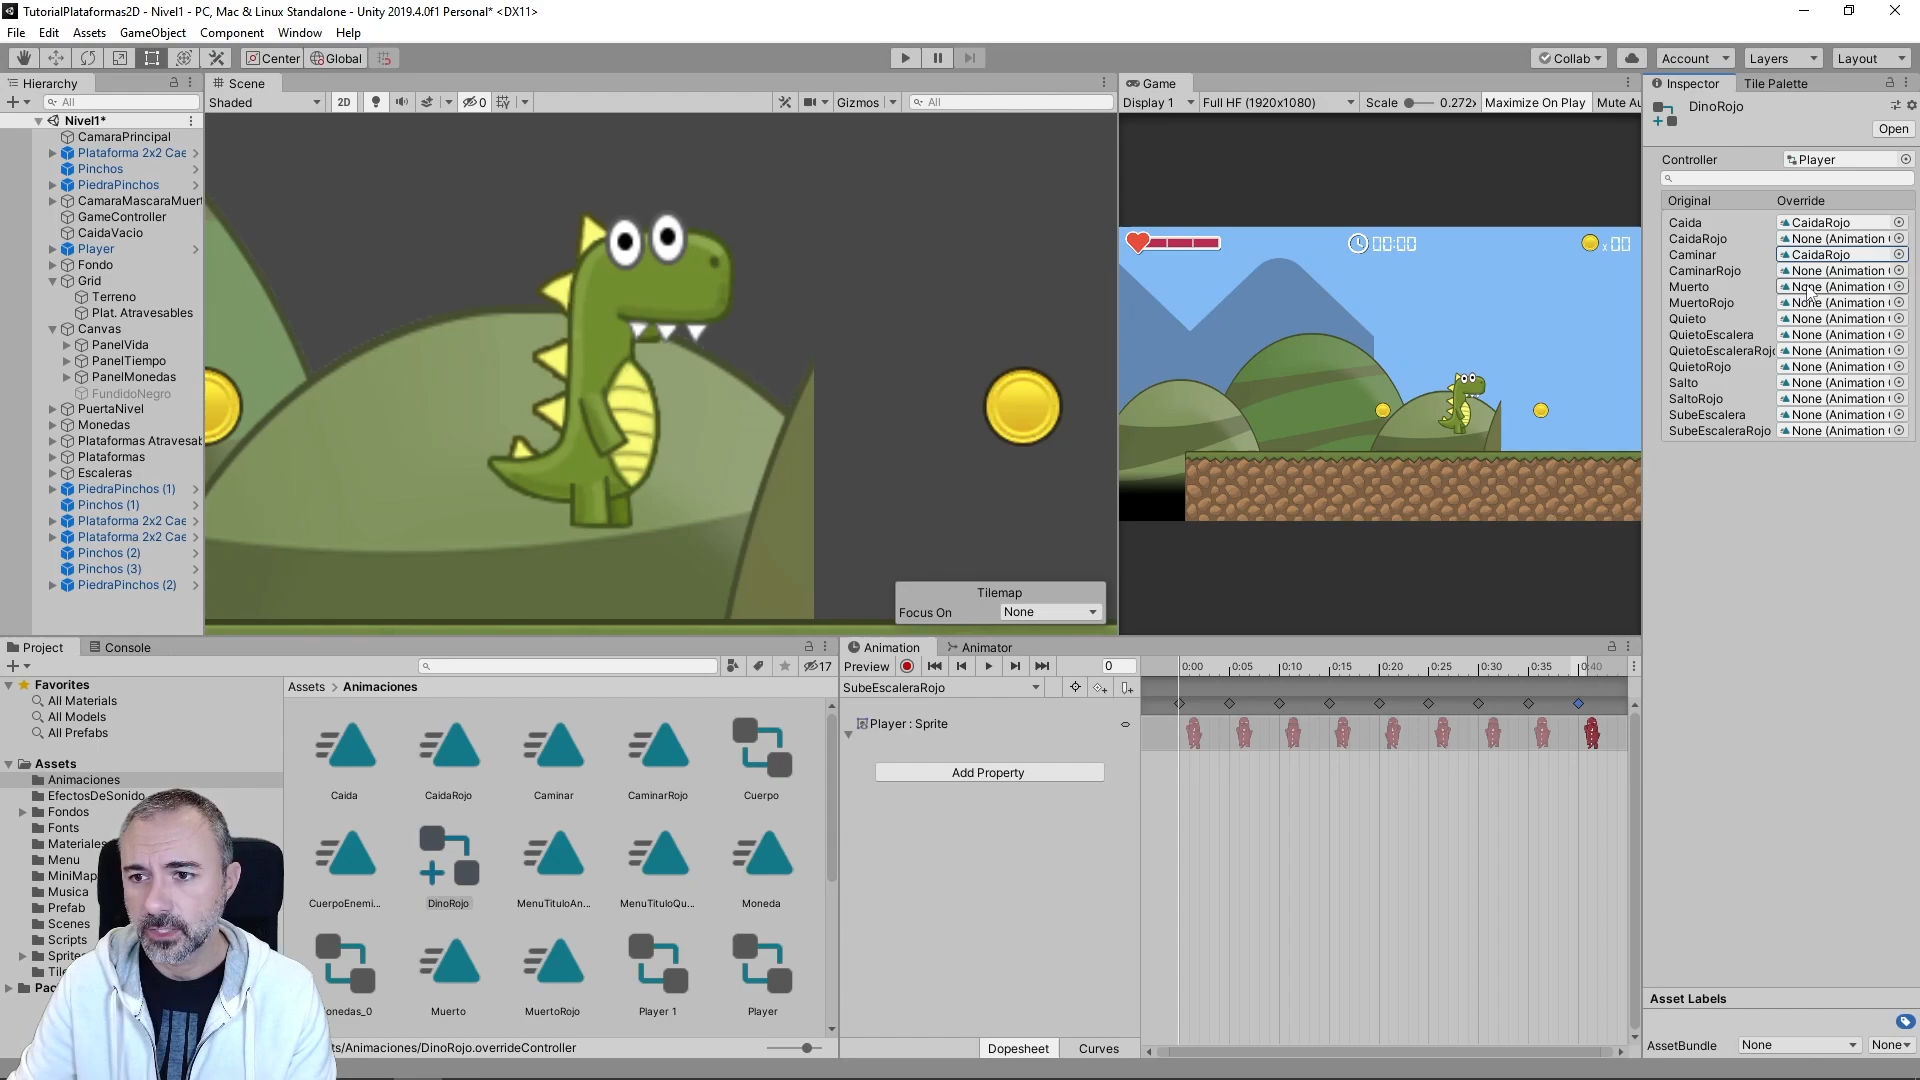 TutorialPlataformas2D - Nivel1 - PC, Mac & Linux Standalone - Unity 2019.4.0f1 Personal* <DX11>
File Edit Assets GameObject Component Window Help
Center Global
Collab Account Layers Layout
Hierarchy
All
Nivel1*
CamaraPrincipal
Plataforma 2x2 Cae
Pinchos
PiedraPinchos
CamaraMascaraMuert
GameController
CaidaVacio
Player
Fondo
Grid
Terreno
Plat. Atravesables
Canvas
PanelVida
PanelTiempo
PanelMonedas
FundidoNegro
PuertaNivel
Monedas
Plataformas Atravesab
Plataformas
Escaleras
PiedraPinchos (1)
Pinchos (1)
Plataforma 2x2 Cae
Plataforma 2x2 Cae
Pinchos (2)
Pinchos (3)
PiedraPinchos (2)
Scene
Shaded 2D 0 Gizmos All
Tilemap
Focus On None
Game
Display 1 Full HF (1920x1080) Scale 0.272x Maximize On Play Mute Au
00:00
x 00
Inspector Tile Palette
DinoRojo
Open
Controller Player
Original Override
Caida CaidaRojo
CaidaRojo None (Animation
Caminar CaidaRojo
CaminarRojo None (Animation
Muerto None (Animation
MuertoRojo None (Animation
Quieto None (Animation
QuietoEscalera None (Animation
QuietoEscaleraRojo None (Animation
QuietoRojo None (Animation
Salto None (Animation
SaltoRojo None (Animation
SubeEscalera None (Animation
SubeEscaleraRojo None (Animation
Asset Labels
AssetBundle None None
Project Console
17
Favorites
All Materials
All Models
All Prefabs
Assets
Animaciones
EfectosDeSonido
Fondos
Fonts
Materiales
Menu
MiniMap
Musica
Prefab
Scenes
Scripts
Sprite
Assets > Animaciones
Caida CaidaRojo Caminar CaminarRojo Cuerpo
CuerpoEnemi... DinoRojo MenuTituloAn... MenuTituloQu... Moneda
onedas_0 Muerto MuertoRojo Player 1 Player
ts/Animaciones/DinoRojo.overrideController
Animation Animator
Preview 0
SubeEscaleraRojo
Player : Sprite
Add Property
0:00 0:05 0:10 0:15 0:20 0:25 0:30 0:35 0:40
Dopesheet Curves